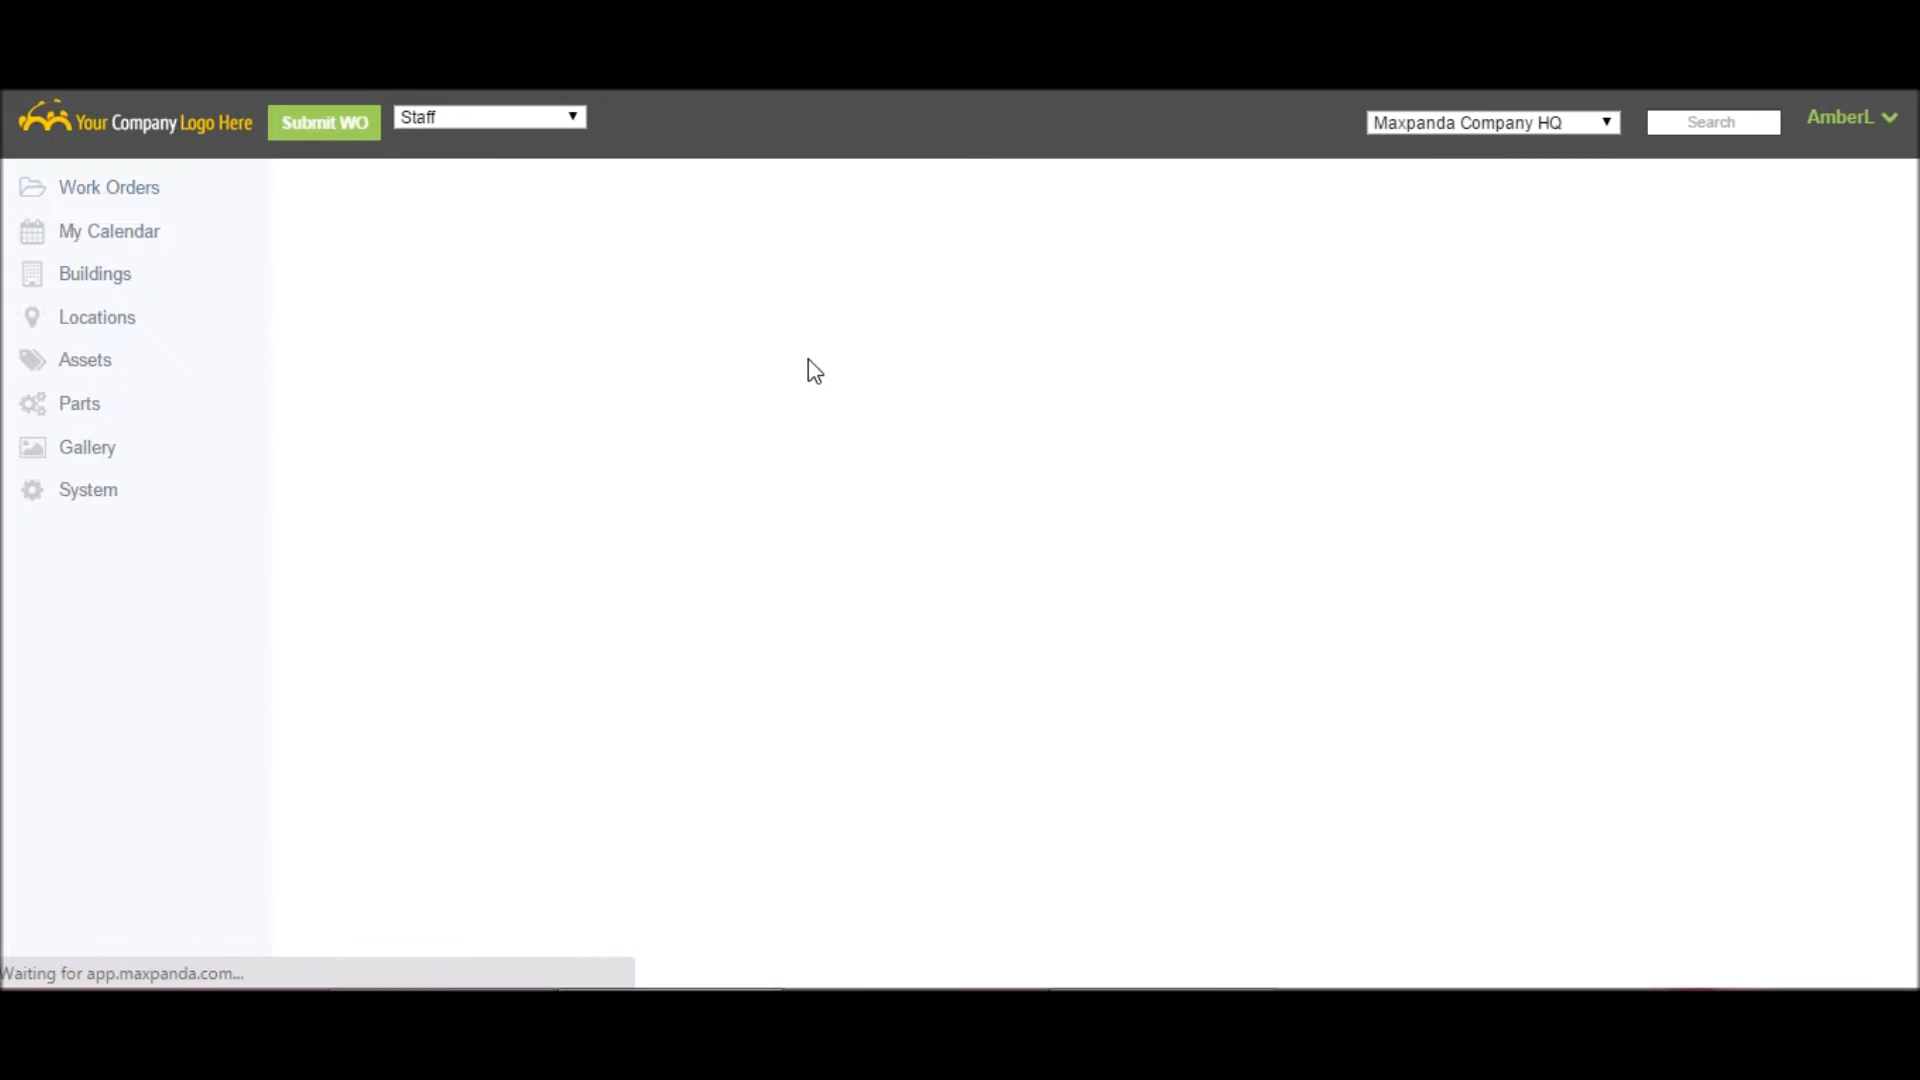 Your Company Logo Here
Submit WO
Staff
Maxpanda Company HQ
Search
AmberL
Work Orders
My Calendar
Buildings
Locations
Assets
Parts
Gallery
System
Waiting for app.maxpanda.com...